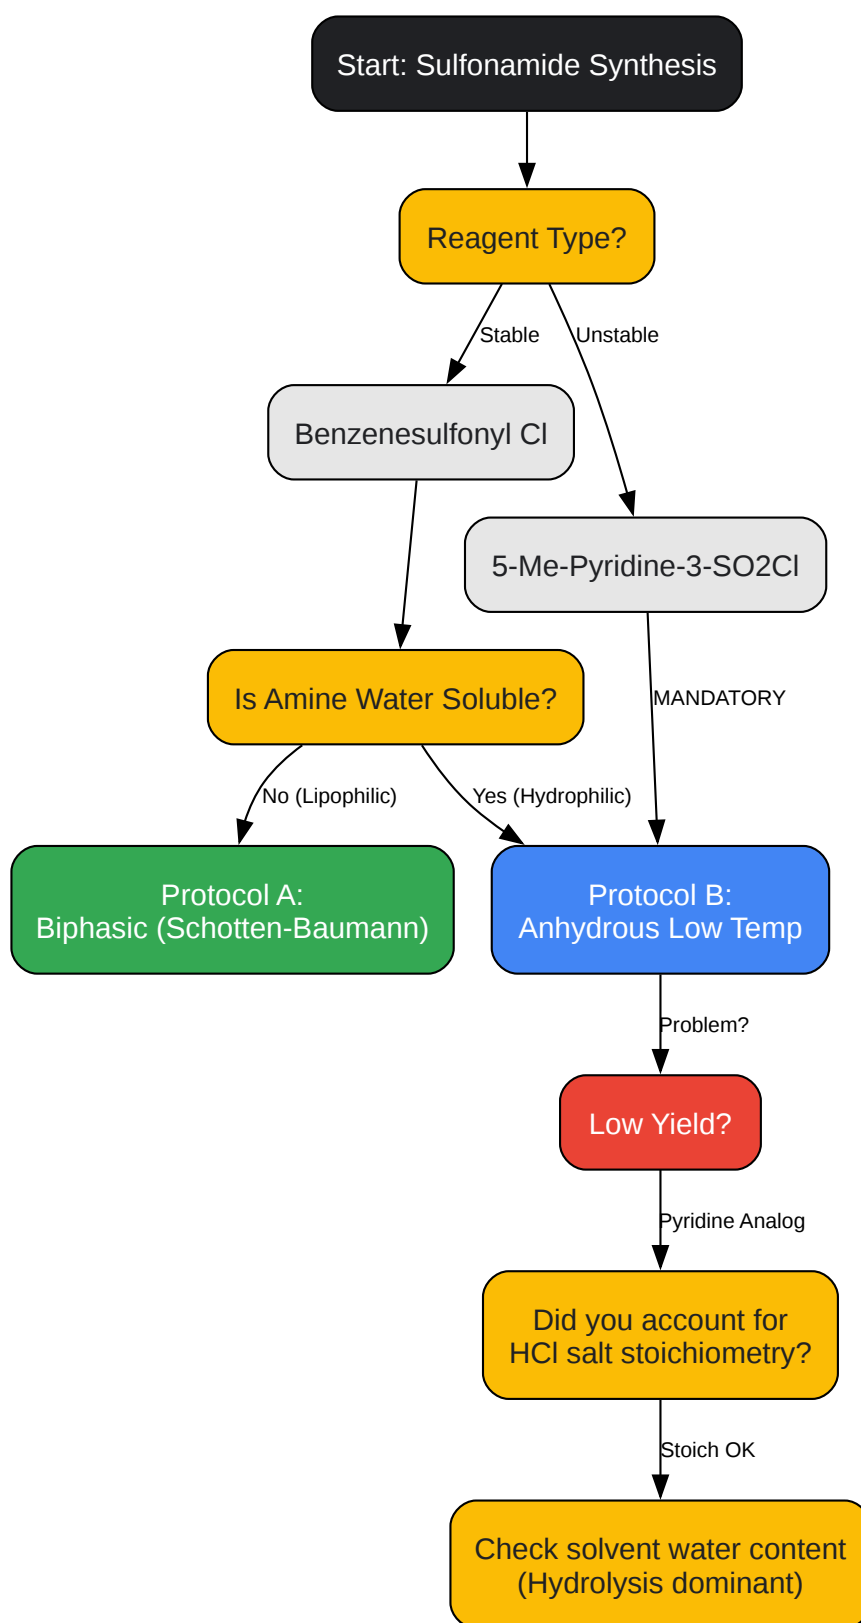 Start: Sulfonamide Synthesis
Reagent Type?
Stable
Unstable
Benzenesulfonyl Cl
5-Me-Pyridine-3-SO2Cl
Is Amine Water Soluble?
MANDATORY
No (Lipophilic)
Yes (Hydrophilic)
Protocol A:
Biphasic (Schotten-Baumann)
Protocol B:
Anhydrous Low Temp
Problem?
Low Yield?
Pyridine Analog
Did you account for
HCl salt stoichiometry?
Stoich OK
Check solvent water content
(Hydrolysis dominant)